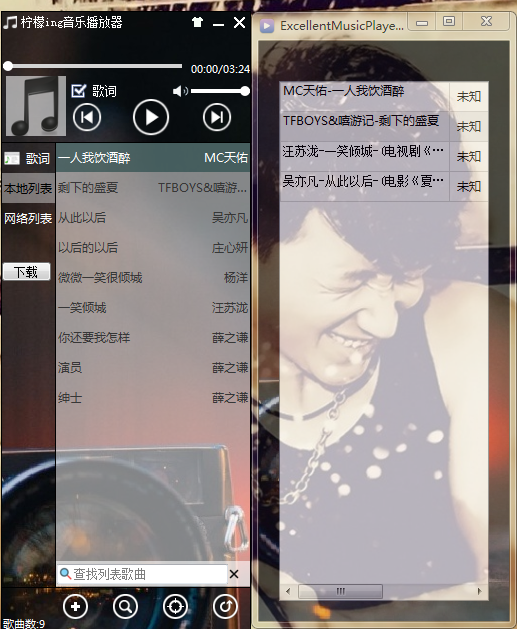 柠檬ing音乐播放器
00:00/03:24
歌词
歌词
本地列表
网络列表
下载
一人我饮酒醉 MC天佑
剩下的盛夏 TFBOYS&嘻游...
从此以后 吴亦凡
以后的以后 庄心妍
微微一笑很倾城 杨洋
一笑倾城 汪苏泷
你还要我怎样 薛之谦
演员 薛之谦
绅士 薛之谦
查找列表歌曲
歌曲数:9
ExcellentMusicPlaye...
MC天佑-一人我饮酒醉 未知
TFBOYS&嘻游记-剩下的盛夏 未知
汪苏泷-一笑倾城-(电视剧《... 未知
吴亦凡-从此以后-(电影《夏... 未知